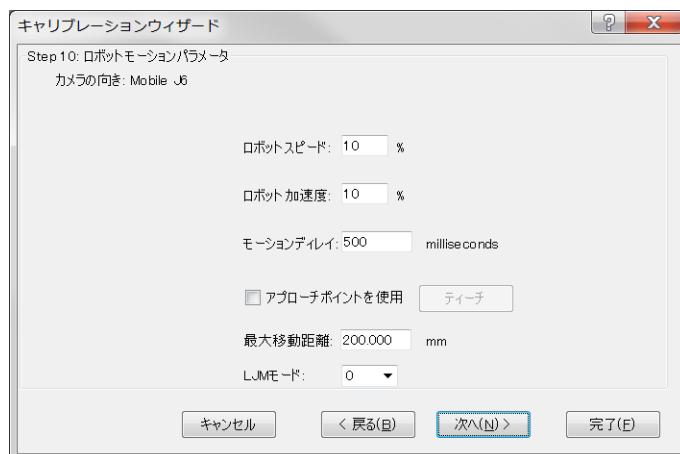 キャリブレーションウィザード
Step 10: ロボットモーションパラメータ
カメラの向き: Mobile J6
ロボットスピード: 10 %
ロボット加速度: 10 %
モーションディレイ: 500 milliseconds
アプローチポイントを使用 ティーチ
最大移動距離: 200.000 mm
LJMモード: 0
キャンセル < 戻る(B) 次へ(N) > 完了(F)